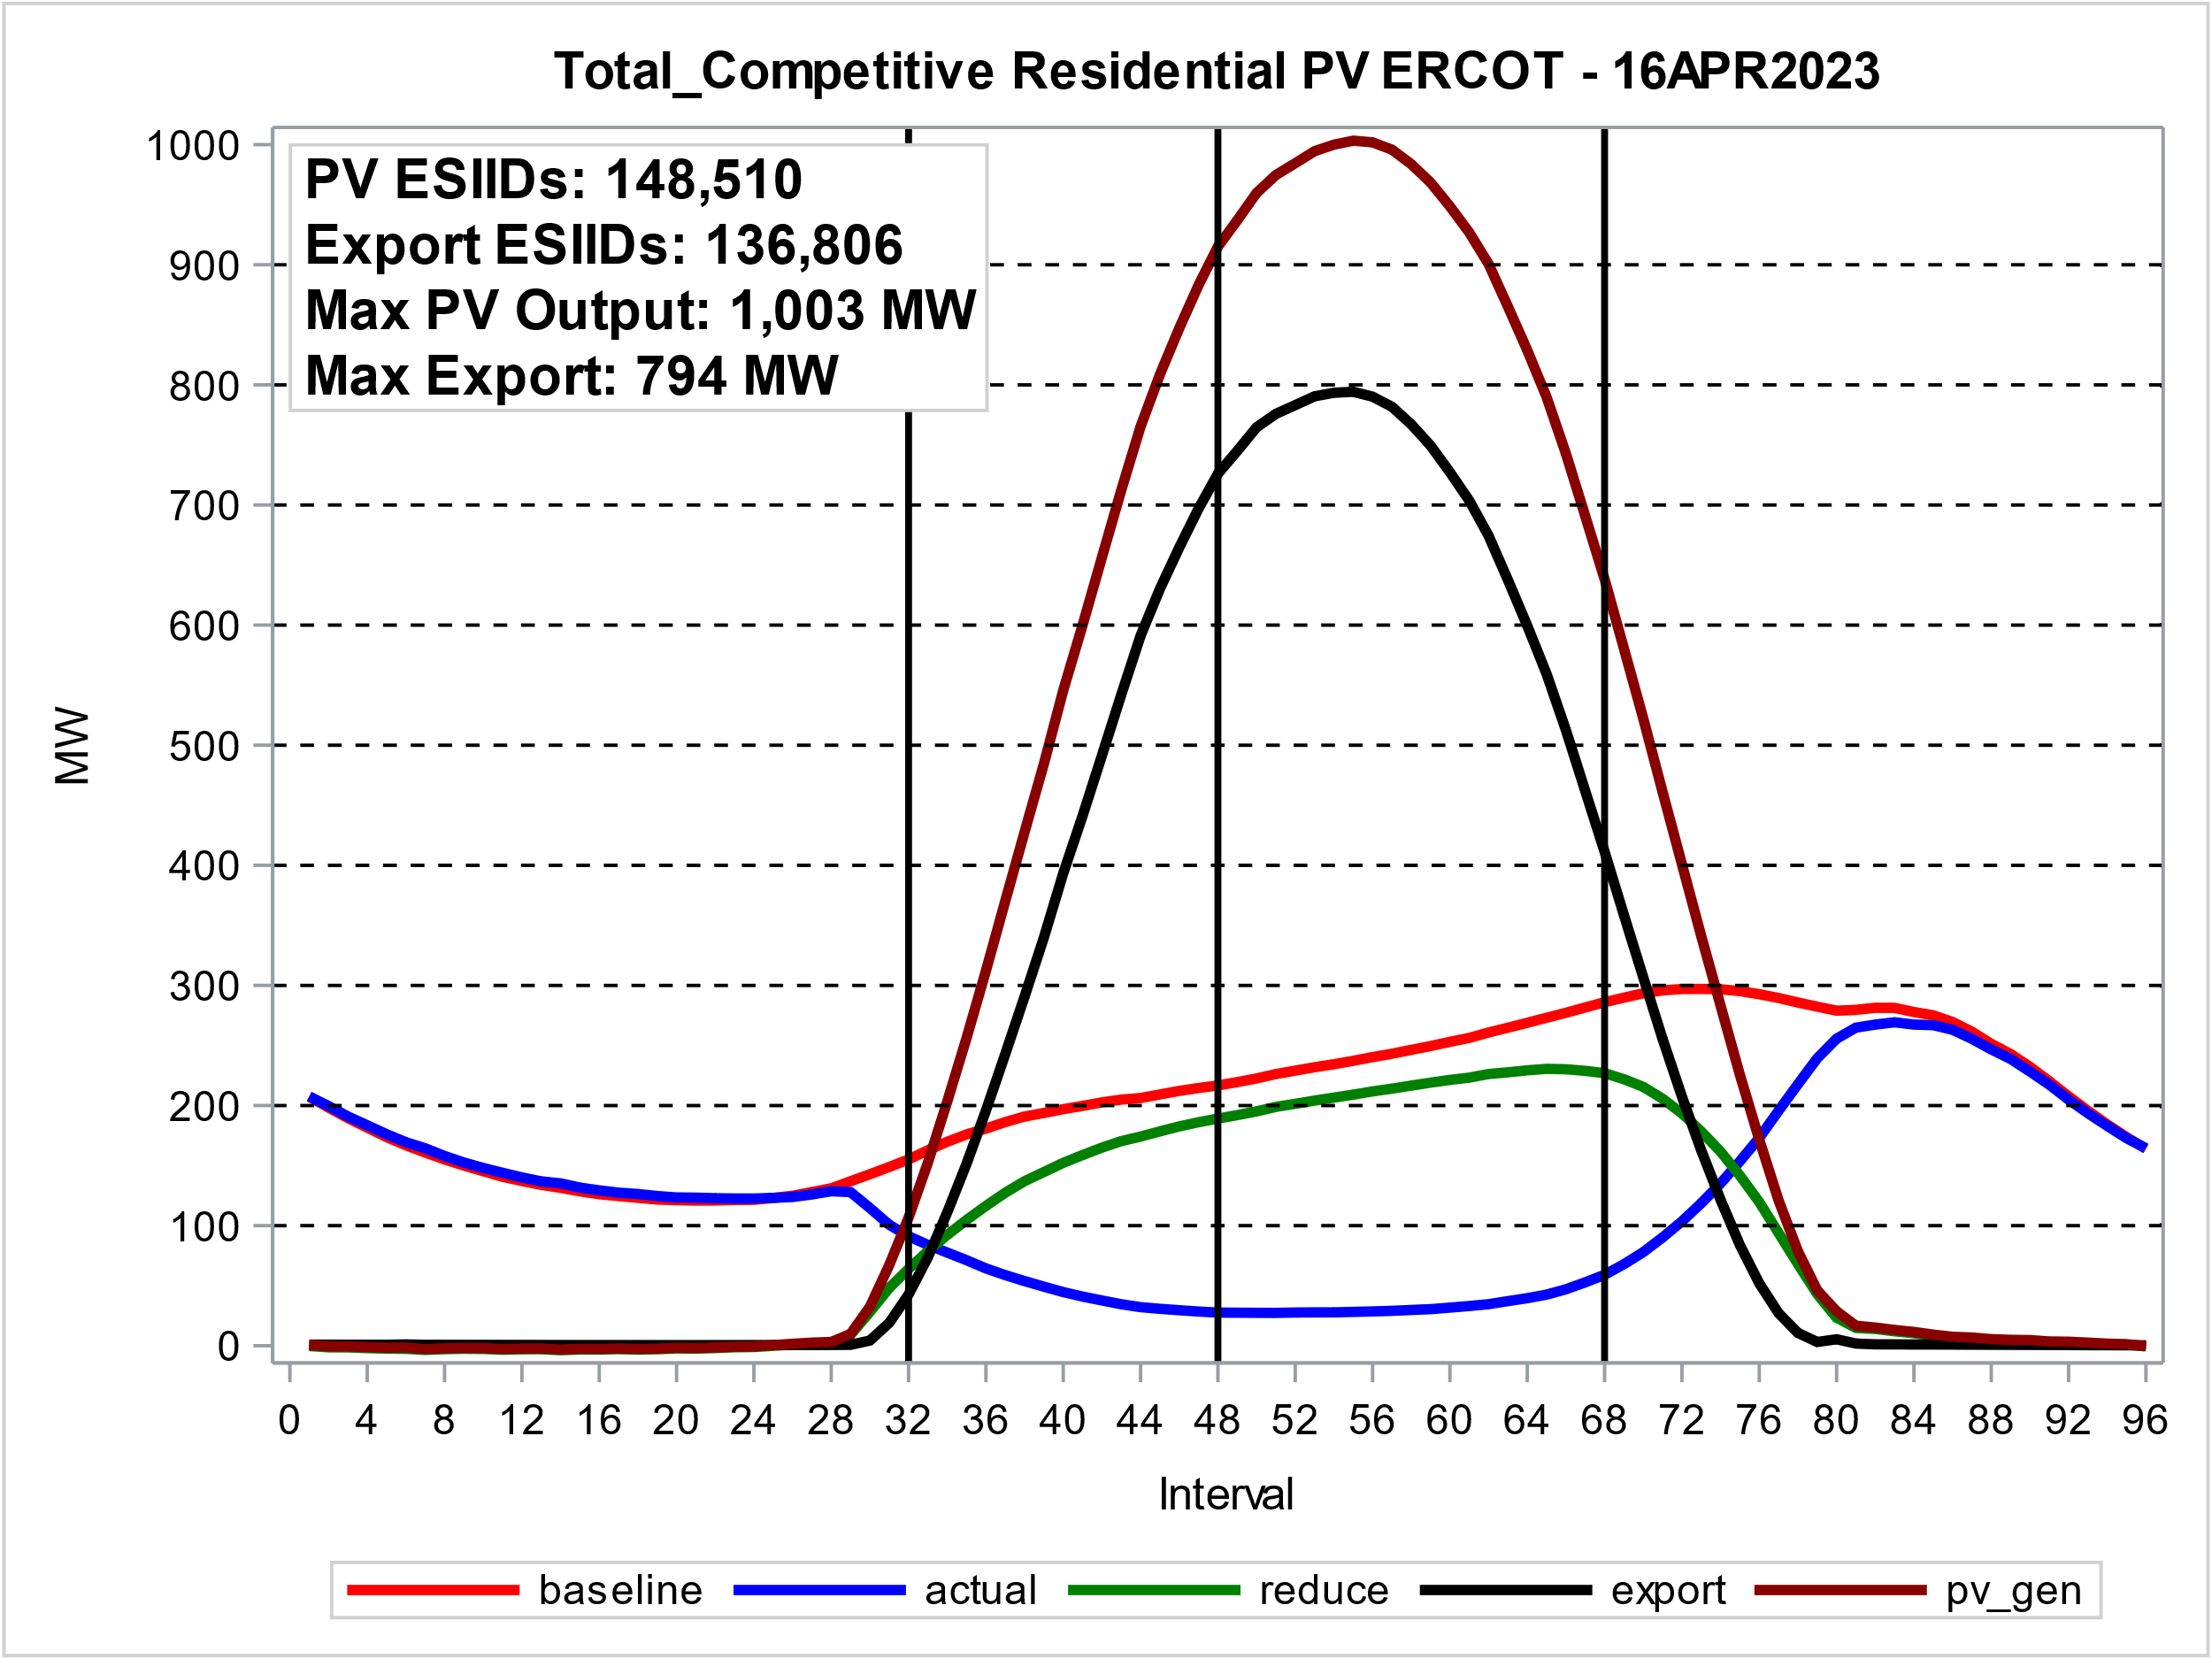 Total_Competitive Residential PV ERCOT - 16APR2023
PV ESIIDs: 148,510
Export ESIIDs: 136,806
Max PV Output: 1,003 MW
Max Export: 794 MW
1000
900
800
700
600
500
400
300
200
100
0
MW
0 4 8 12 16 20 24 28 32 36 40 44 48 52 56 60 64 68 72 76 80 84 88 92 96
Interval
baseline actual reduce export pv_gen